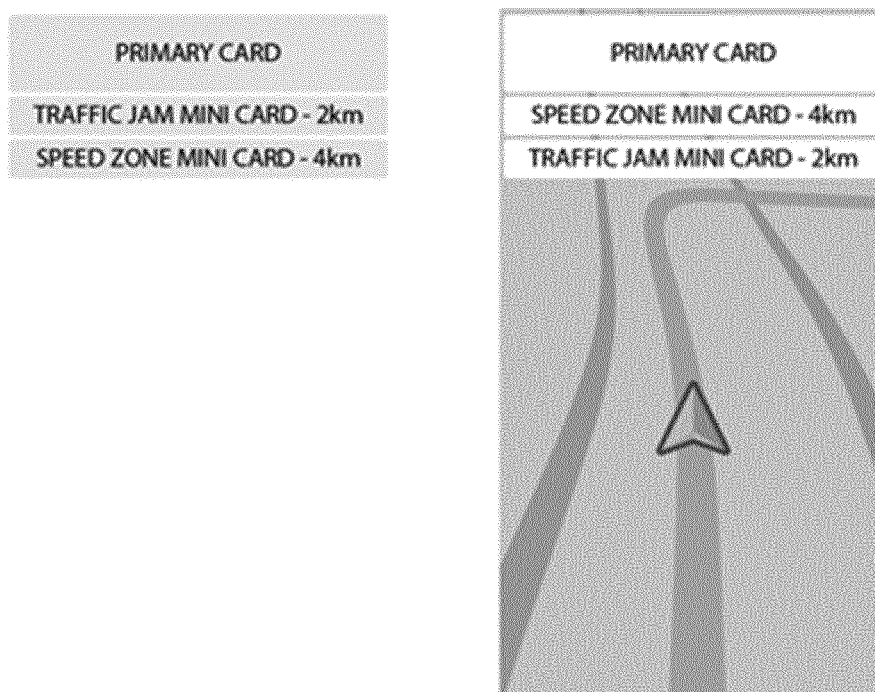 PRIMARY CARD
TRAFFIC JAM MINI CARD - 2km
SPEED ZONE MINI CARD - 4km
PRIMARY CARD
SPEED ZONE MINI CARD - 4km
TRAFFIC JAM MINI CARD - 2km